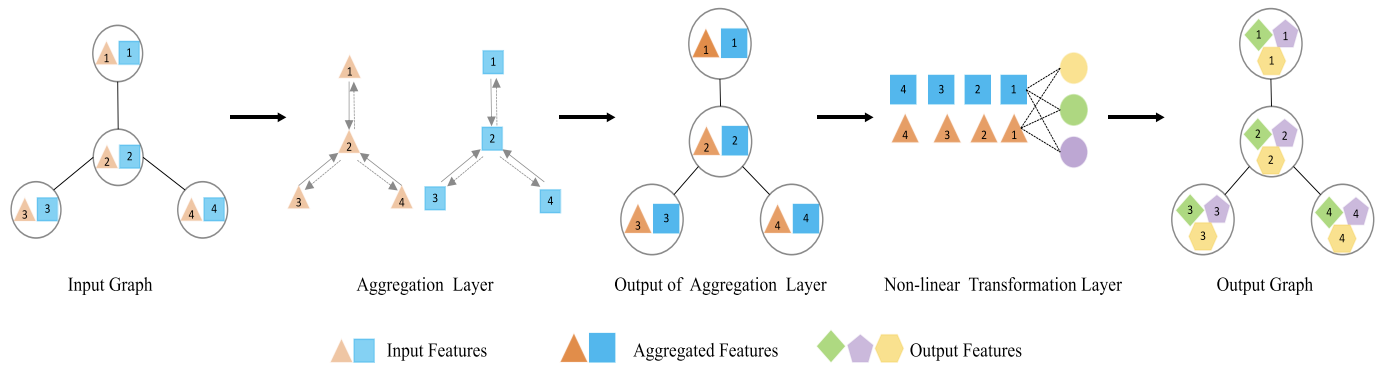 1 1
2 2
3 3
4 4
1
2
3
4
1
2
3
4
1 1
2 2
3 3
4 4
4 3 2 1
4 3 2 1
1 1
1
2 2
2
3 3
3
4 4
4
Input Graph
Aggregation Layer
Output of Aggregation Layer
Non-linear Transformation Layer
Output Graph
Input Features
Aggregated Features
Output Features